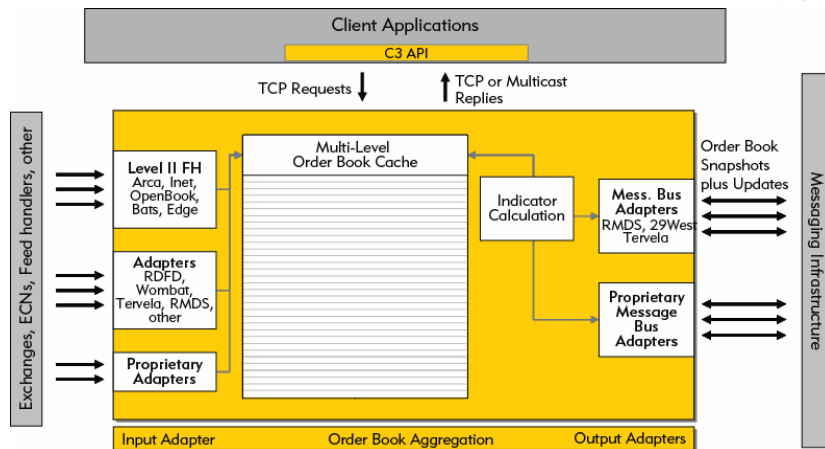 Client Applications
C3 API
TCP Requests
TCP or Multicast
Replies
Exchanges, ECNs, Feed handlers, other
Level II FH
Arca, Inet,
OpenBook,
Bats, Edge
Adapters
RDFD,
Wombat,
Tervela, RMDS,
other
Proprietary
Adapters
Multi-Level
Order Book Cache
Indicator
Calculation
Mess. Bus
Adapters
RMDS, 29West
Tervela
Proprietary
Message
Bus
Adapters
Order Book
Snapshots
plus Updates
Messaging Infrastructure
Input Adapter
Order Book Aggregation
Output Adapters